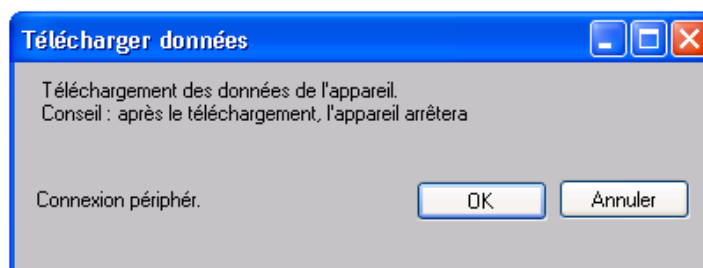 Télécharger données
Téléchargement des données de l'appareil.
Conseil : après le téléchargement, l'appareil arrêtera
Connexion périphér.
OK
Annuler